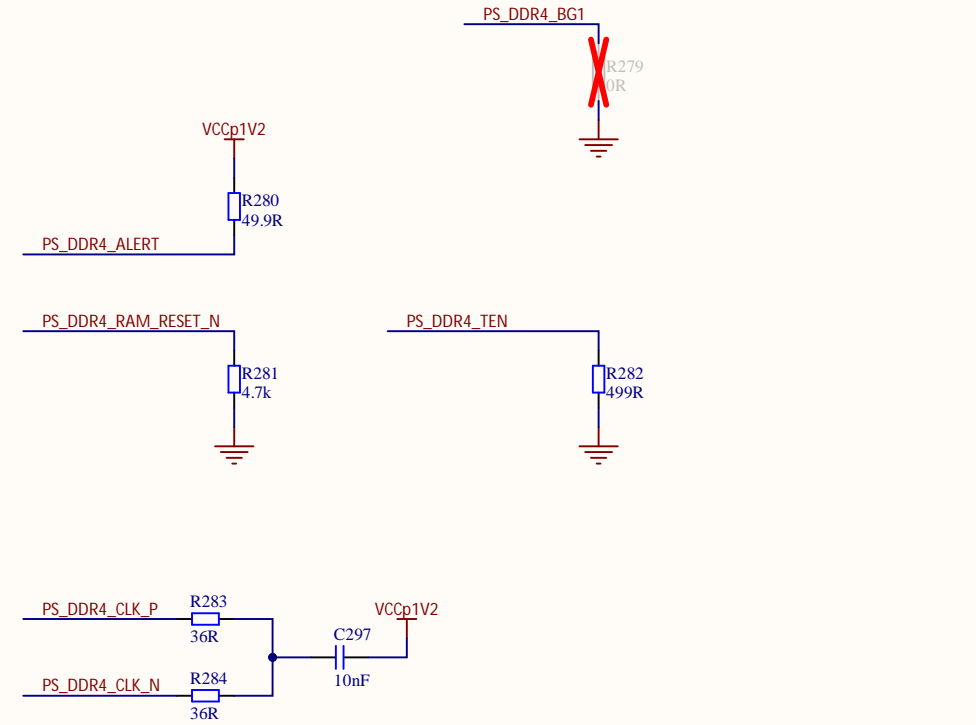 PS_DDR4_BG1
R279
0R
VCCp1V2
R280
49.9R
PS_DDR4_ALERT
PS_DDR4_RAM_RESET_N
PS_DDR4_TEN
R281
4.7k
R282
499R
PS_DDR4_CLK_P
R283
36R
VCCp1V2
C297
10nF
PS_DDR4_CLK_N
R284
36R